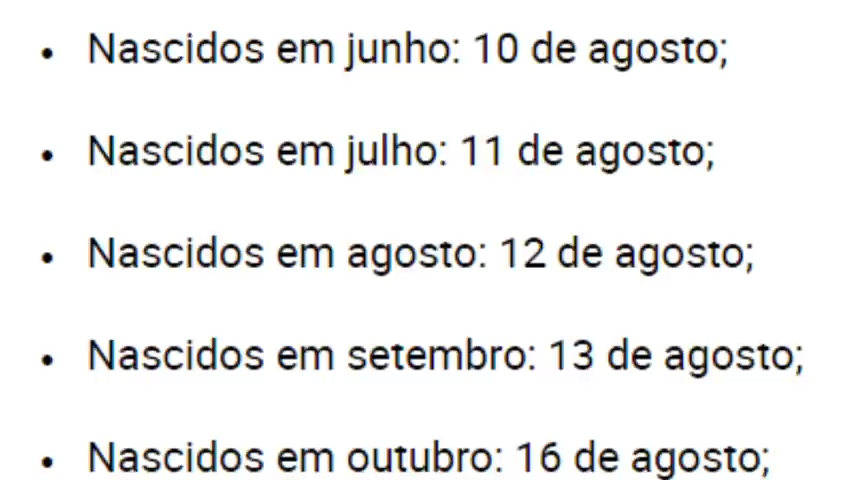 • Nascidos em junho: 10 de agosto;
• Nascidos em julho: 11 de agosto;
• Nascidos em agosto: 12 de agosto;
• Nascidos em setembro: 13 de agosto;
• Nascidos em outubro: 16 de agosto;